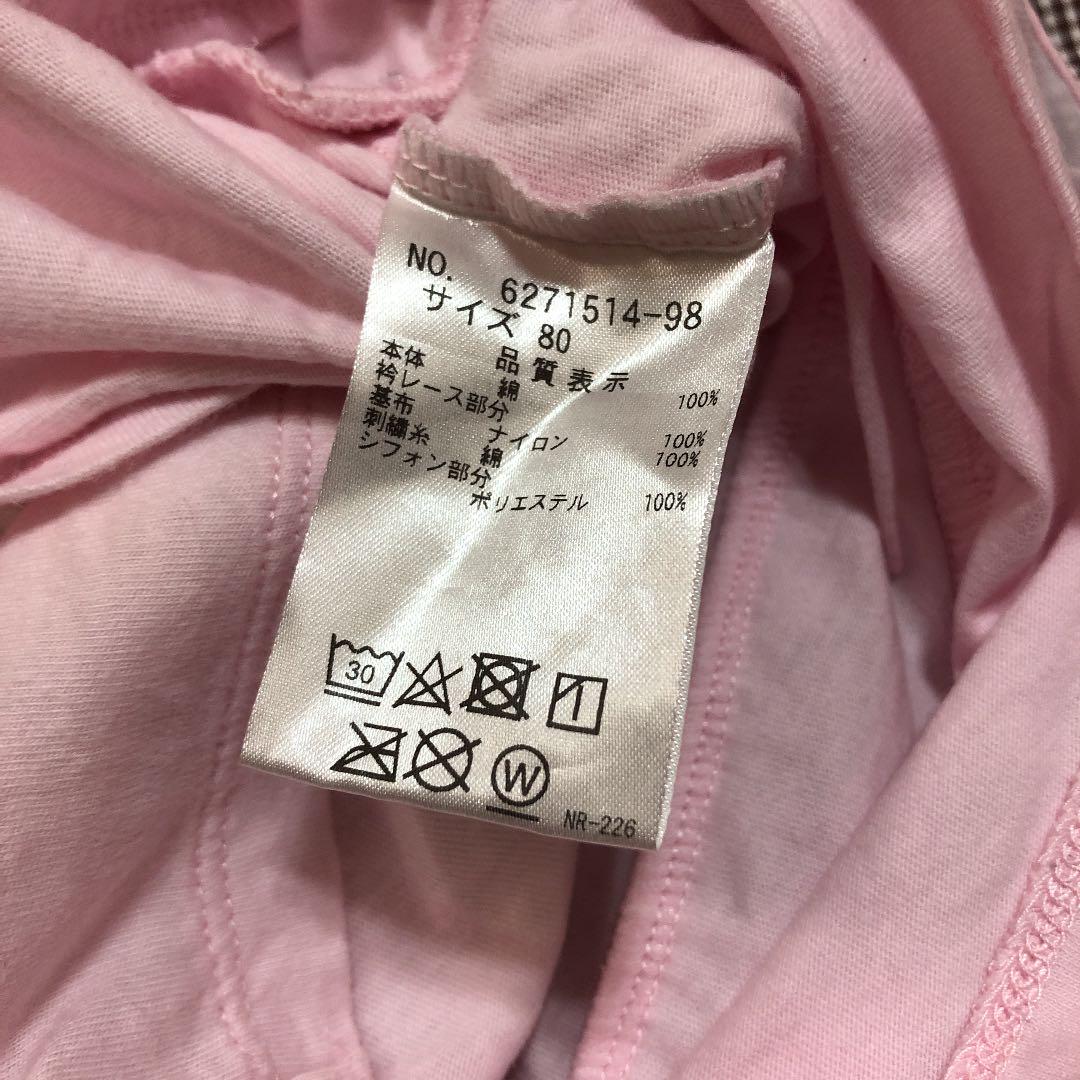 NO. 6271514-98
サイズ 80
品質表示
本体 綿 100%
衿レース部分
基布 ナイロン 100%
刺繍糸 綿 100%
シフォン部分
ポリエステル 100%
30
W
NR-226